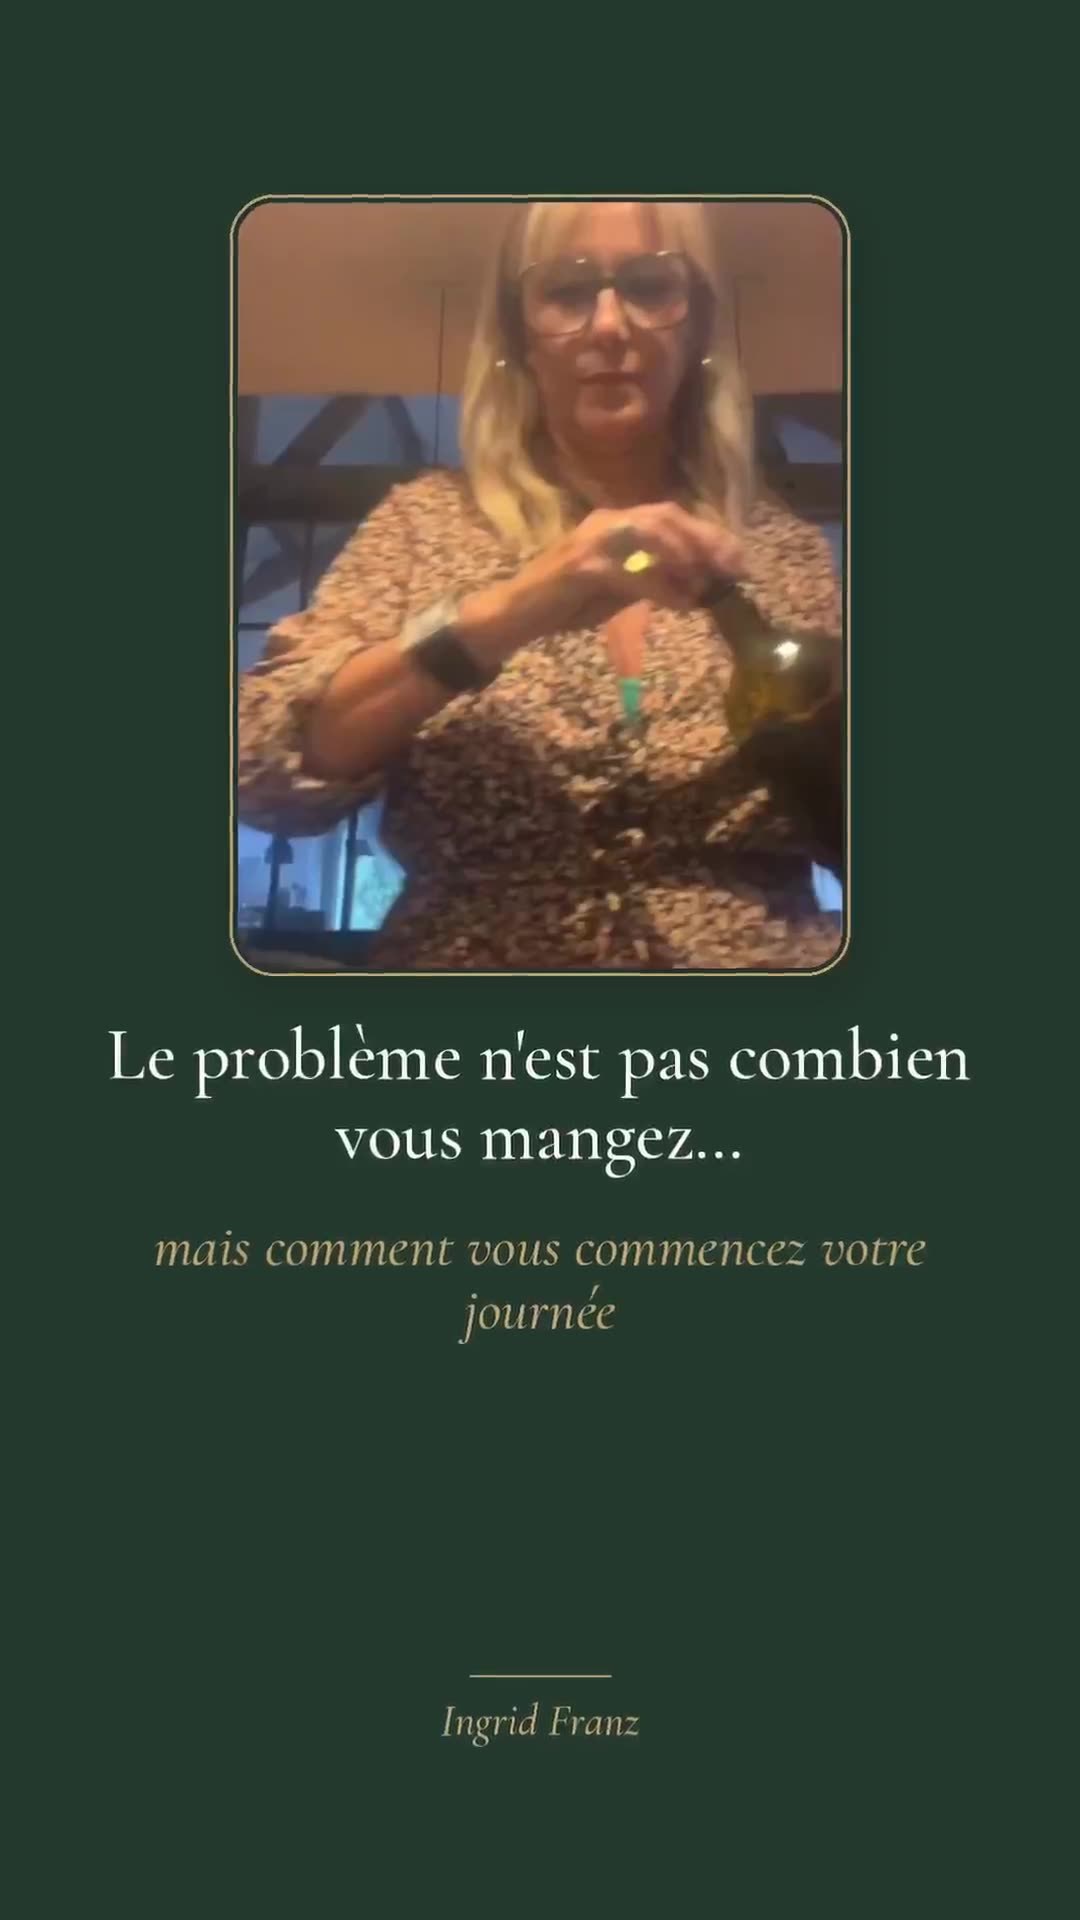 Le problème n'est pas combien
vous mangez...
mais comment vous commencez votre
journée
Ingrid Franz